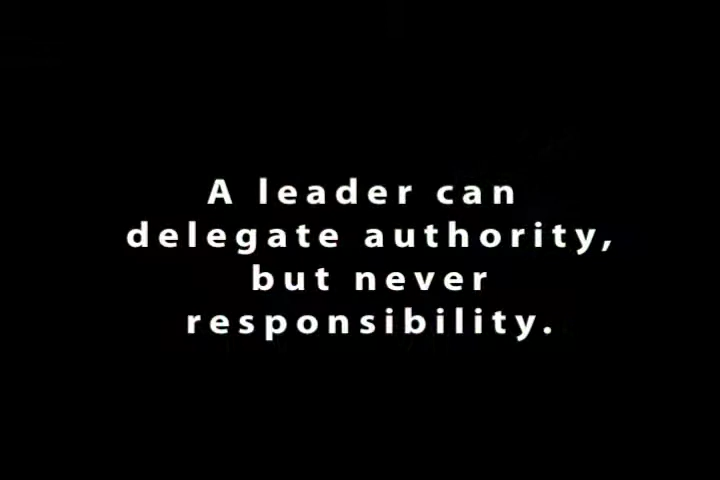 A leader can
delegate authority,
but never
responsibility.